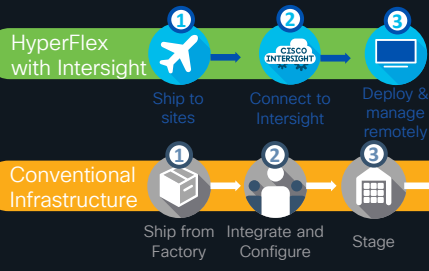 1
2
3
HyperFlex
with Intersight
CISCO
INTERSIGHT
Ship to
sites
Connect to
Intersight
Deploy &
manage
remotely
1
2
3
Conventional
Infrastructure
Ship from
Factory
Integrate and
Configure
Stage